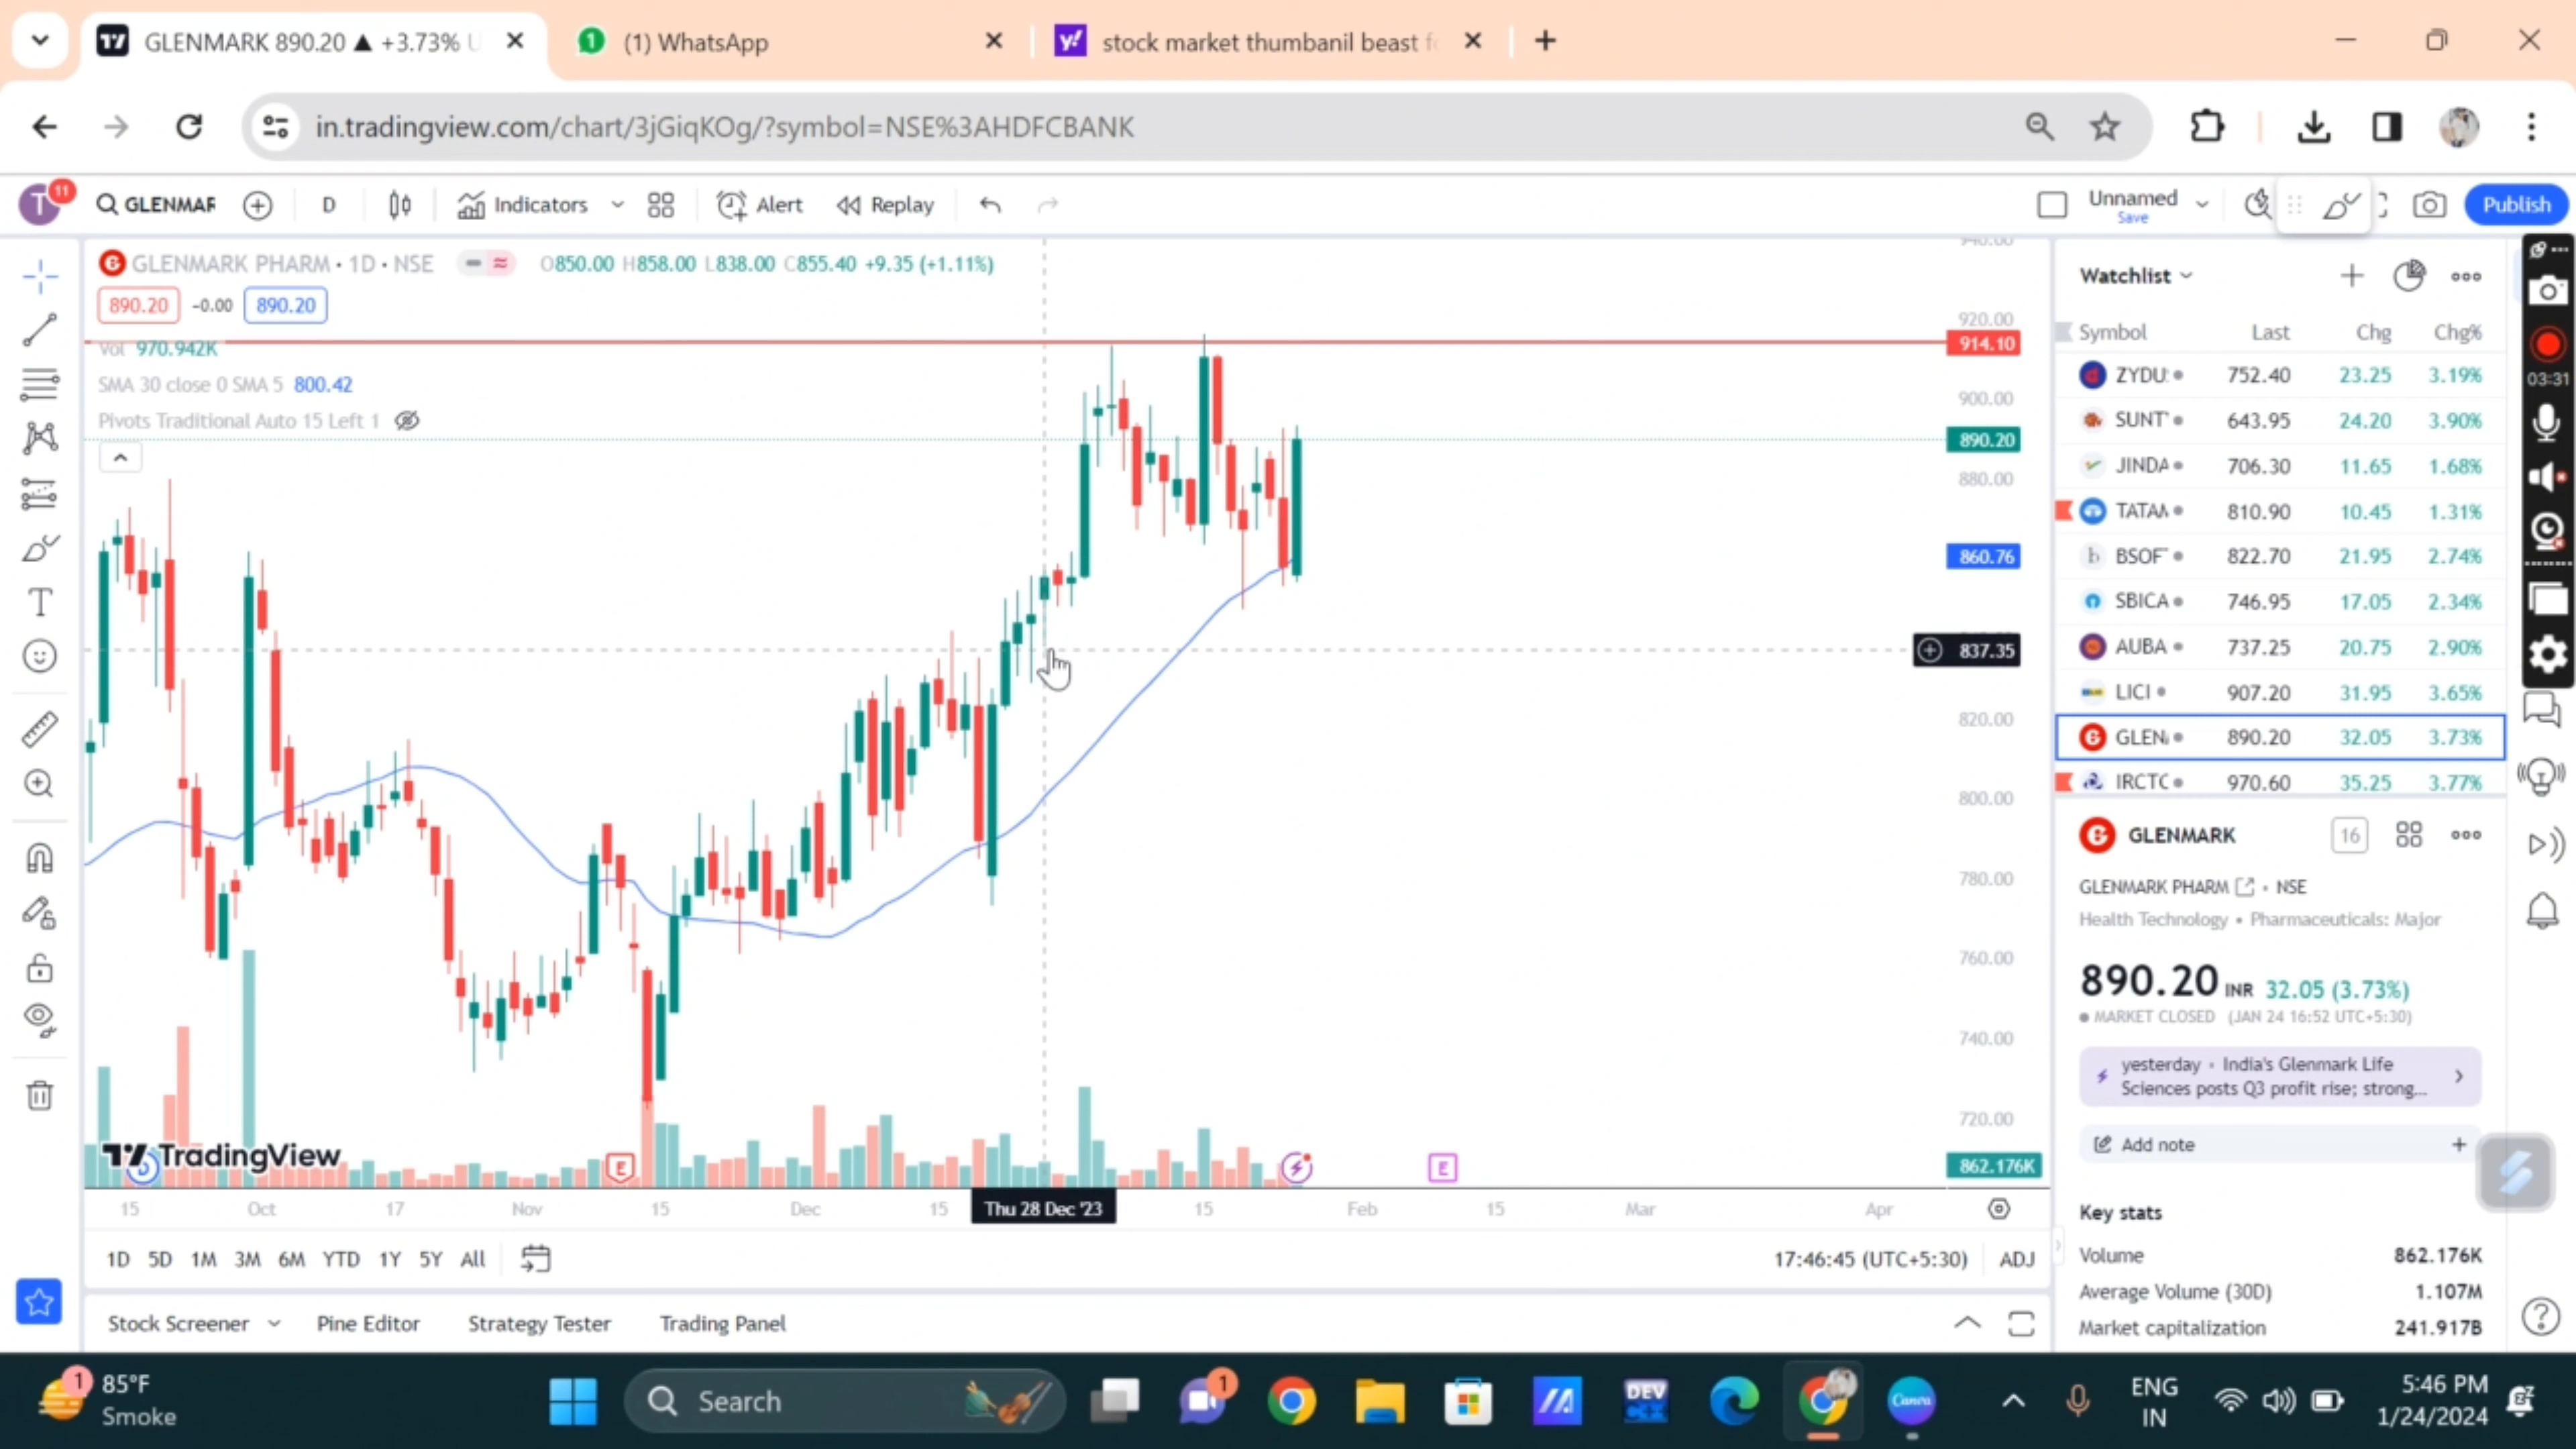 GLENMARK 890.20 ▲ +3.73% U
(1) WhatsApp
stock market thumbanil beast f
in.tradingview.com/chart/3jGiqKOg/?symbol=NSE%3AHDFCBANK
T 11 GLENMAR D Indicators Alert Replay Unnamed Save Publish
GLENMARK PHARM • 1D • NSE O850.00 H858.00 L838.00 C855.40 +9.35 (+1.11%)
890.20 -0.00 890.20
Vol 970.942K
SMA 30 close 0 SMA 5 800.42
Pivots Traditional Auto 15 Left 1
940.00
920.00
914.10
900.00
890.20
880.00
860.76
837.35
820.00
800.00
780.00
760.00
740.00
720.00
862.176K
TradingView
E
E
15 Oct 17 Nov 15 Dec 15 Thu 28 Dec '23 15 Feb 15 Mar Apr
1D 5D 1M 3M 6M YTD 1Y 5Y All 17:46:45 (UTC+5:30) ADJ
Stock Screener Pine Editor Strategy Tester Trading Panel
Watchlist
Symbol Last Chg Chg%
ZYDU 752.40 23.25 3.19%
SUNT 643.95 24.20 3.90%
JINDA 706.30 11.65 1.68%
TATAM 810.90 10.45 1.31%
BSOF 822.70 21.95 2.74%
SBICA 746.95 17.05 2.34%
AUBA 737.25 20.75 2.90%
LICI 907.20 31.95 3.65%
GLEN 890.20 32.05 3.73%
IRCTC 970.60 35.25 3.77%
GLENMARK 16
GLENMARK PHARM • NSE
Health Technology • Pharmaceuticals: Major
890.20 INR 32.05 (3.73%)
MARKET CLOSED (JAN 24 16:52 UTC+5:30)
yesterday • India's Glenmark Life
Sciences posts Q3 profit rise; strong...
Add note
Key stats
Volume 862.176K
Average Volume (30D) 1.107M
Market capitalization 241.917B
03:31
1 85°F
Smoke
Search
1
DEV
C++
Canva
ENG
IN
5:46 PM
1/24/2024